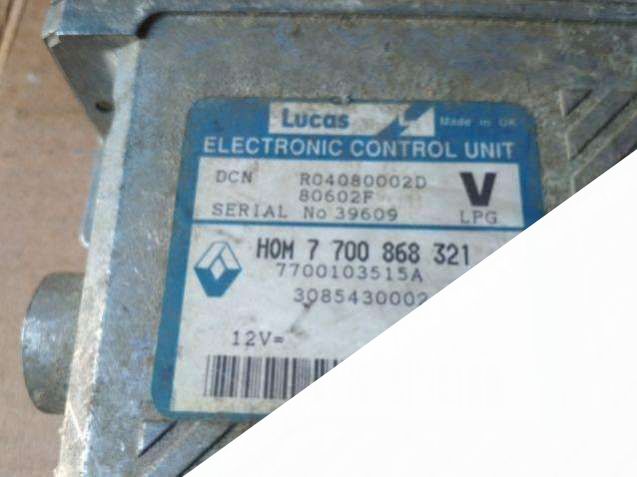 Lucas Made in UK
ELECTRONIC CONTROL UNIT
DCN R04080002D V
80602F
SERIAL No 39609 LPG
HOM 7 700 868 321
7700103515A
3085430002
12V=